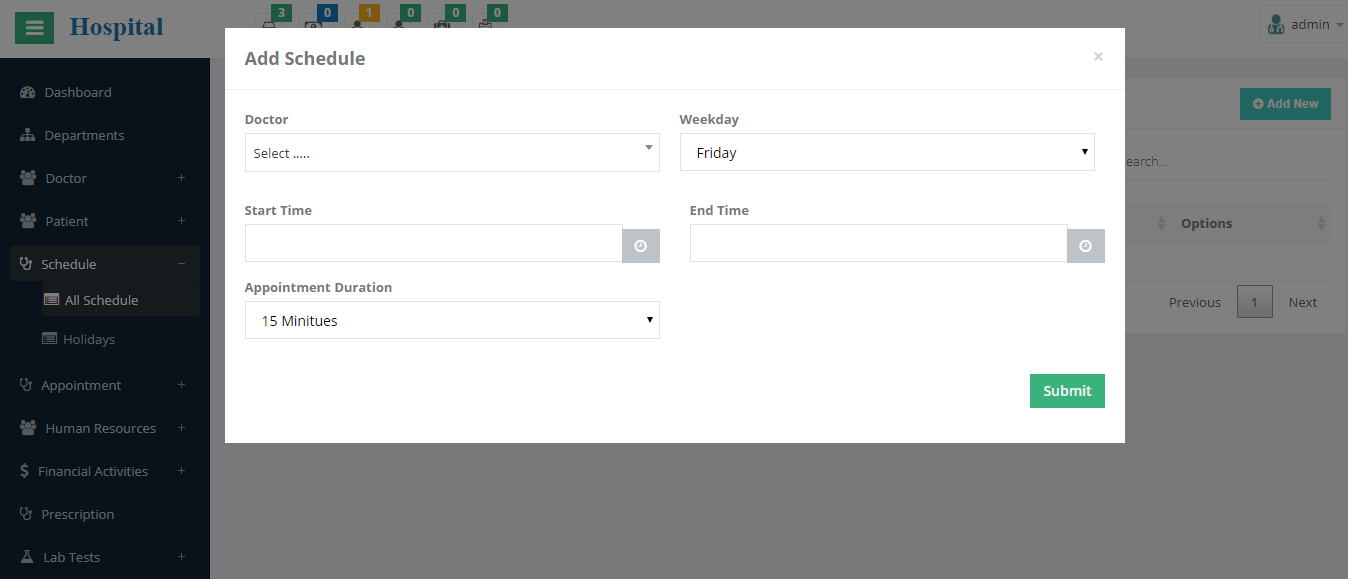 Hospital
3 0 1 0 0 0
admin
Add Schedule
×
Dashboard
Departments
Doctor +
Patient +
Schedule −
All Schedule
Holidays
Appointment +
Human Resources +
$ Financial Activities +
Prescription
Lab Tests +
Doctor
Weekday
Select .....
Friday
Start Time
End Time
Appointment Duration
15 Minitues
Submit
Add New
earch...
Options
Previous 1 Next